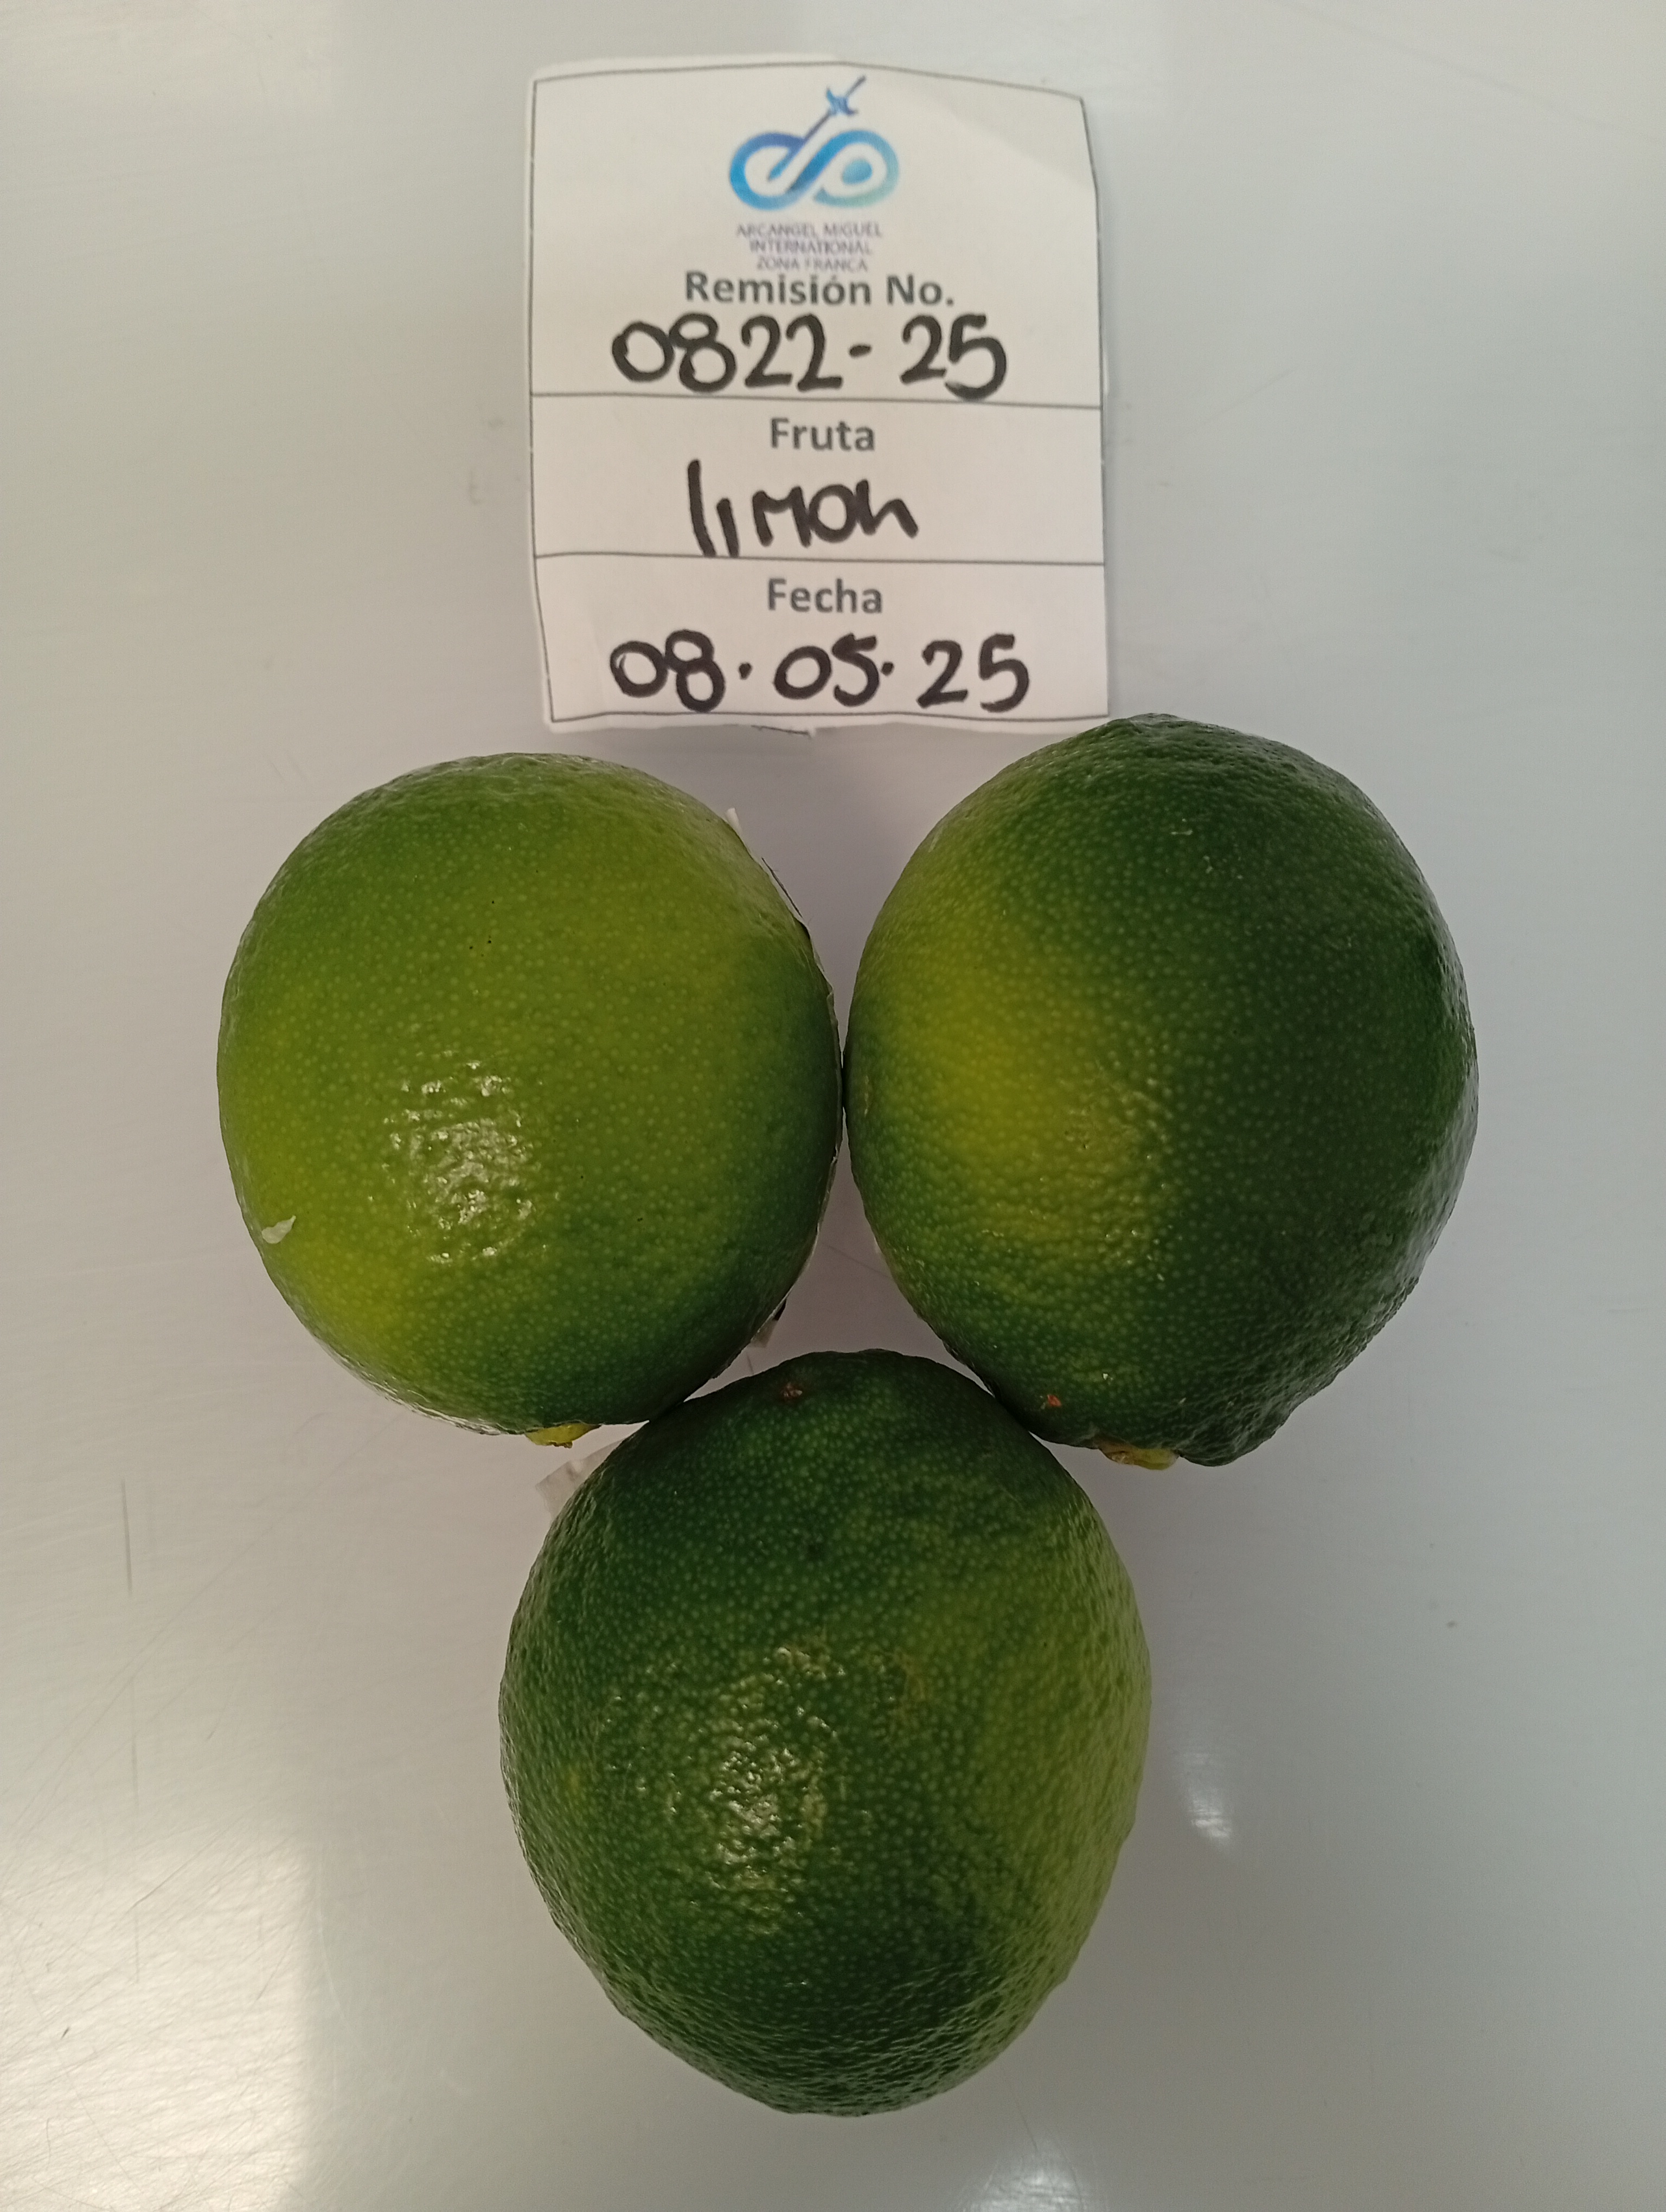 ARCANGEL MIGUEL
INTERNATIONAL
ZONA FRANCA
Remisión No.
0822-25
Fruta
limon
Fecha
08.05.25